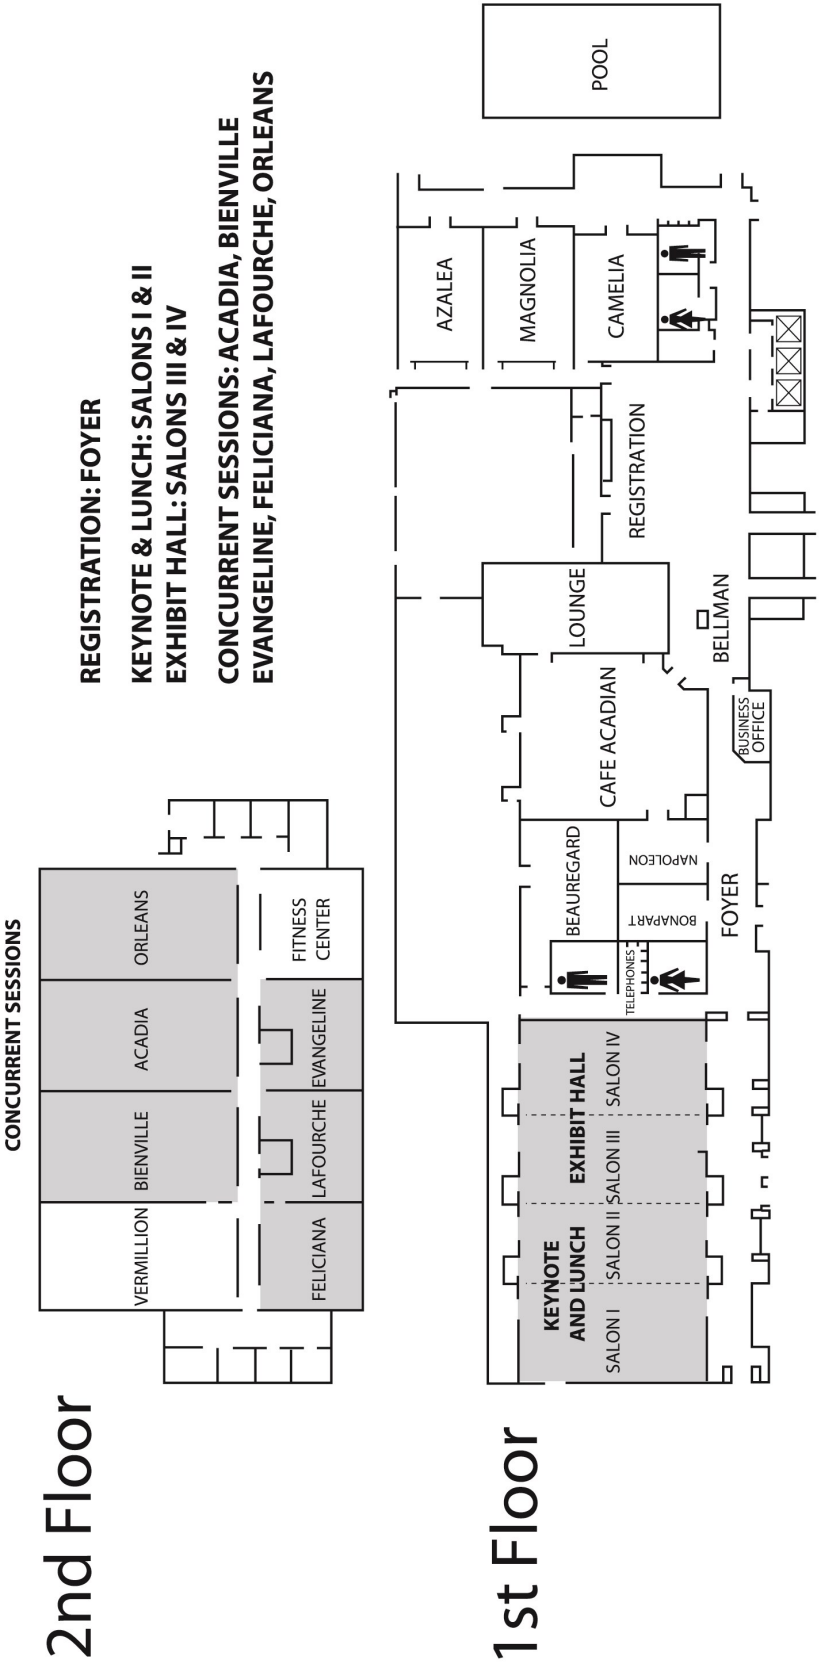 2nd Floor
CONCURRENT SESSIONS
VERMILLION
BIENVILLE
ACADIA
ORLEANS
FELICIANA
LAFOURCHE
EVANGELINE
FITNESS
CENTER
REGISTRATION: FOYER
KEYNOTE & LUNCH: SALONS I & II
EXHIBIT HALL: SALONS III & IV
CONCURRENT SESSIONS: ACADIA, BIENVILLE
EVANGELINE, FELICIANA, LAFOURCHE, ORLEANS
1st Floor
KEYNOTE
AND LUNCH
EXHIBIT HALL
SALON I
SALON II
SALON III
SALON IV
TELEPHONES
BEAUREGARD
BONAPART
NAPOLEON
FOYER
CAFE ACADIAN
BUSINESS
OFFICE
LOUNGE
BELLMAN
REGISTRATION
AZALEA
MAGNOLIA
CAMELIA
POOL